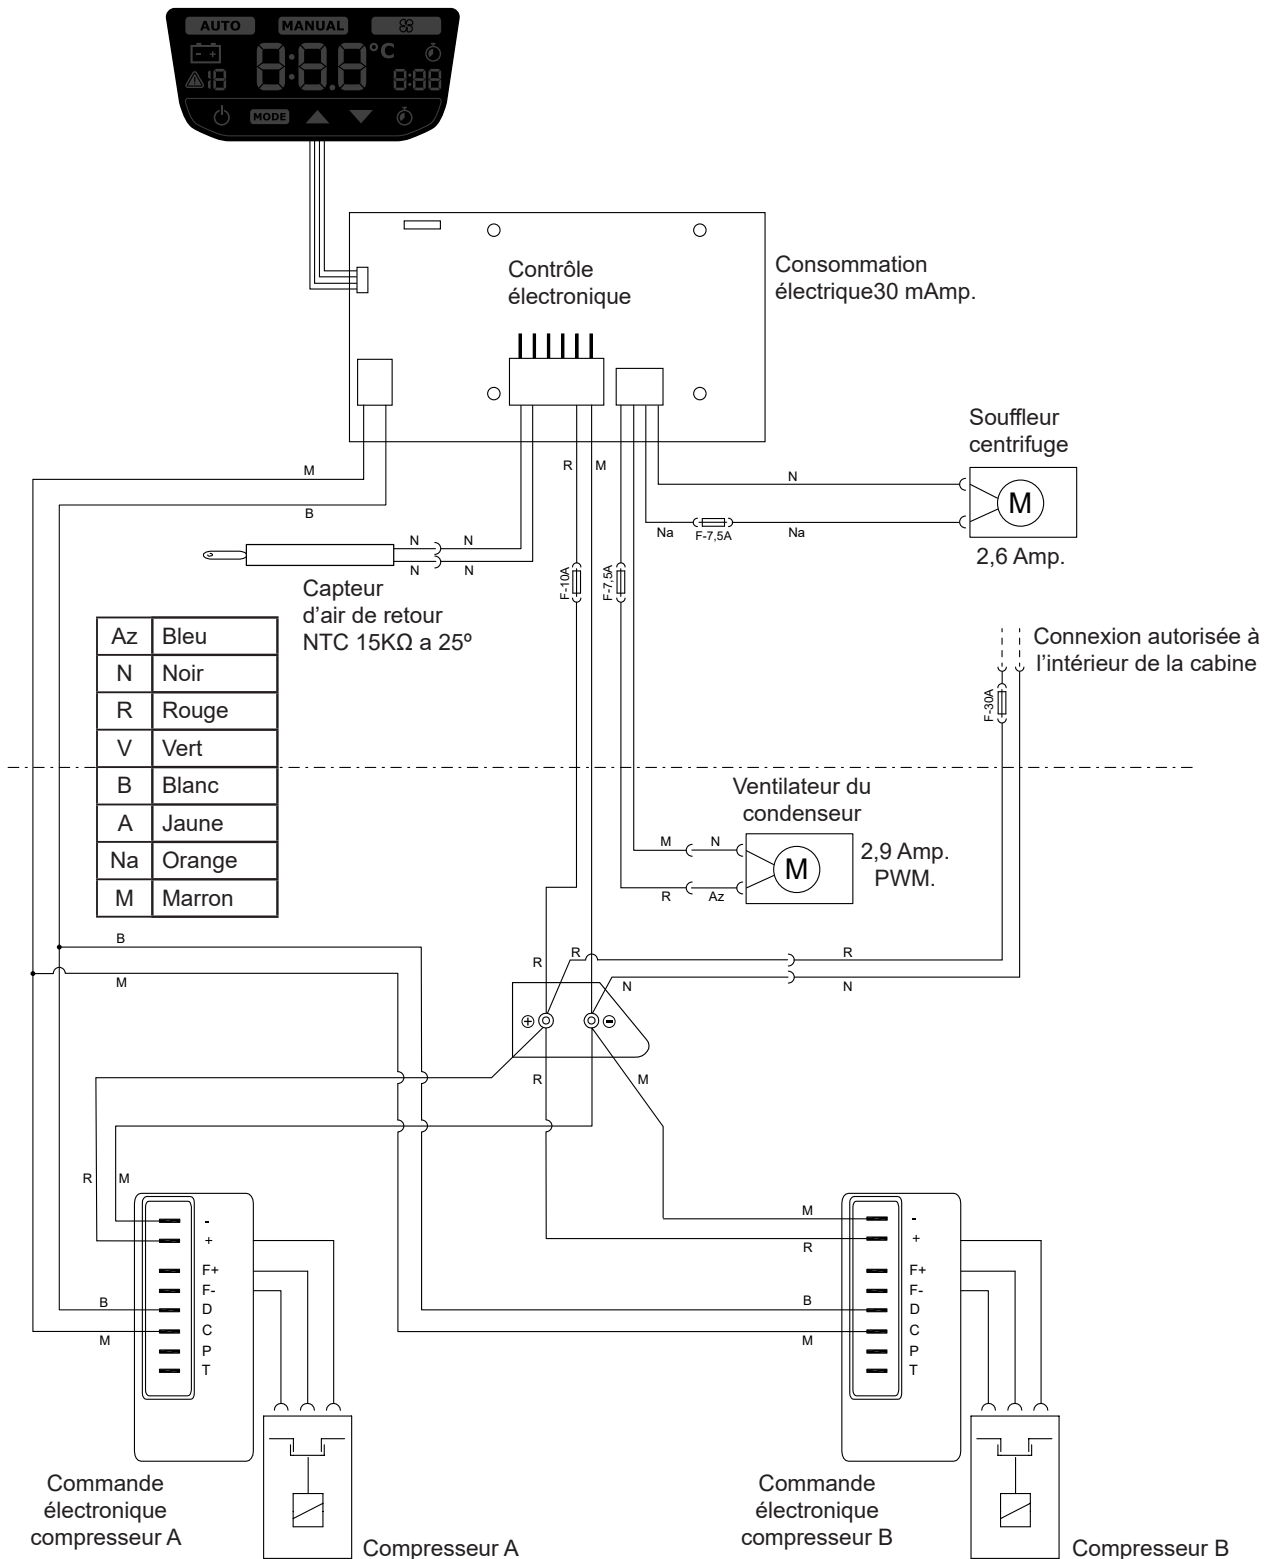 AUTO MANUAL
8:8.8 °C
18 8:88
MODE
Contrôle
électronique
Consommation
électrique30 mAmp.
Souffleur
centrifuge
M
2,6 Amp.
R M
N
M
B
Na F-7,5A Na
N N
N N
F-10A
F-7,5A
Capteur
d'air de retour
NTC 15KΩ a 25º
Connexion autorisée à
l'intérieur de la cabine
F-30A
Az Bleu
N Noir
R Rouge
V Vert
B Blanc
A Jaune
Na Orange
M Marron
Ventilateur du
condenseur
M N
R Az
M
2,9 Amp.
PWM.
B
M
R R R
N N
+ -
R M
R M
M
R
-
+
F+
F-
D
C
P
T
B
M
-
+
F+
F-
D
C
P
T
B
M
Commande
électronique
compresseur A
Compresseur A
Commande
électronique
compresseur B
Compresseur B